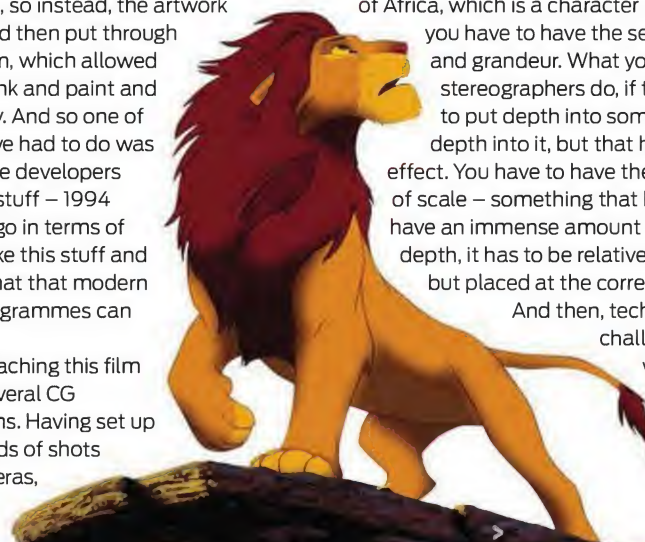 , so instead, the artwork
d then put through
n, which allowed
nk and paint and
y. And so one of
ve had to do was
e developers
stuff – 1994
go in terms of
ke this stuff and
nat that modern
grammes can
aching this film
veral CG
ns. Having set up
ds of shots
eras,
of Africa, which is a character
you have to have the se
and grandeur. What yo
stereographers do, if t
to put depth into som
depth into it, but that h
effect. You have to have the
of scale – something that h
have an immense amount
depth, it has to be relative
but placed at the corre
And then, tech
chall